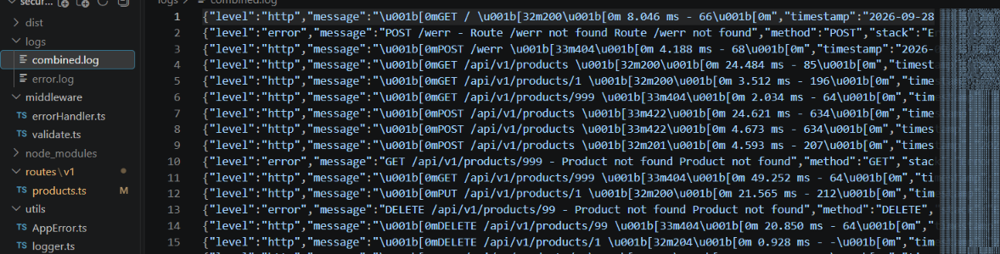 secur...
dist
logs
combined.log
error.log
middleware
TS errorHandler.ts
TS validate.ts
node_modules
routes\v1
TS products.ts M
utils
TS AppError.ts
TS logger.ts
logs > combined.log
1 {"level":"http","message":"\u001b[0mGET / \u001b[32m200\u001b[0m 8.046 ms - 66\u001b[0m","timestamp":"2026-09-28
2 {"level":"error","message":"POST /werr - Route /werr not found Route /werr not found","method":"POST","stack":"E
3 {"level":"http","message":"\u001b[0mPOST /werr \u001b[33m404\u001b[0m 4.188 ms - 68\u001b[0m","timestamp":"2026-
4 {"level":"http","message":"\u001b[0mGET /api/v1/products \u001b[32m200\u001b[0m 24.484 ms - 85\u001b[0m","timest
5 {"level":"http","message":"\u001b[0mGET /api/v1/products/1 \u001b[32m200\u001b[0m 3.512 ms - 196\u001b[0m","time
6 {"level":"http","message":"\u001b[0mGET /api/v1/products/999 \u001b[33m404\u001b[0m 2.034 ms - 64\u001b[0m","tim
7 {"level":"http","message":"\u001b[0mPOST /api/v1/products \u001b[33m422\u001b[0m 24.621 ms - 634\u001b[0m","time
8 {"level":"http","message":"\u001b[0mPOST /api/v1/products \u001b[33m422\u001b[0m 4.673 ms - 634\u001b[0m","timest
9 {"level":"http","message":"\u001b[0mPOST /api/v1/products \u001b[32m201\u001b[0m 4.593 ms - 207\u001b[0m","timest
10 {"level":"error","message":"GET /api/v1/products/999 - Product not found Product not found","method":"GET","stac
11 {"level":"http","message":"\u001b[0mGET /api/v1/products/999 \u001b[33m404\u001b[0m 49.252 ms - 64\u001b[0m","ti
12 {"level":"http","message":"\u001b[0mPUT /api/v1/products/1 \u001b[32m200\u001b[0m 21.565 ms - 212\u001b[0m","tim
13 {"level":"error","message":"DELETE /api/v1/products/99 - Product not found Product not found","method":"DELETE","
14 {"level":"http","message":"\u001b[0mDELETE /api/v1/products/99 \u001b[33m404\u001b[0m 20.850 ms - 64\u001b[0m","
15 {"level":"http","message":"\u001b[0mDELETE /api/v1/products/1 \u001b[32m204\u001b[0m 0.928 ms - -\u001b[0m","tim